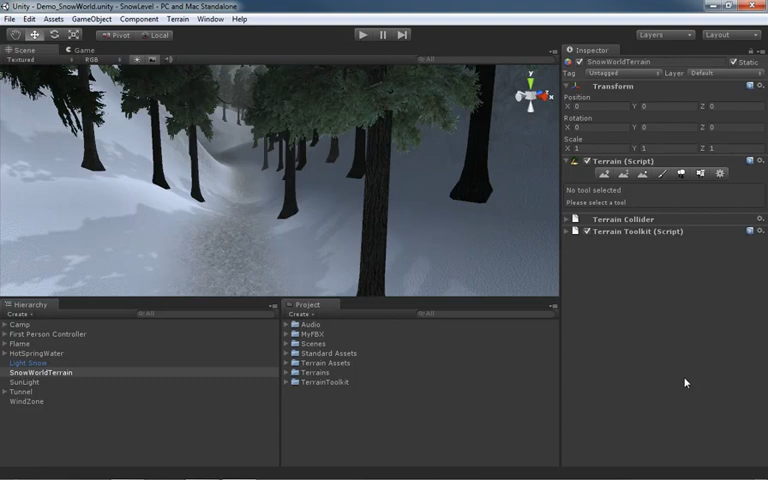 Unity - Demo_SnowWorld.unity - SnowLevel - PC and Mac Standalone
File Edit Assets GameObject Component Terrain Window Help
Pivot Local Layers Layout
Scene Game
Textured RGB All
y
x
Inspector
SnowWorldTerrain Static
Tag Untagged Layer Default
Transform
Position
X 0 Y 0 Z 0
Rotation
X 0 Y 0 Z 0
Scale
X 1 Y 1 Z 1
Terrain (Script)
No tool selected
Please select a tool
Terrain Collider
Terrain Toolkit (Script)
Hierarchy
Create All
Camp
First Person Controller
Flame
HotSpringWater
Light Snow
SnowWorldTerrain
SunLight
Tunnel
WindZone
Project
Create All
Audio
MyFBX
Scenes
Standard Assets
Terrain Assets
Terrains
TerrainToolkit